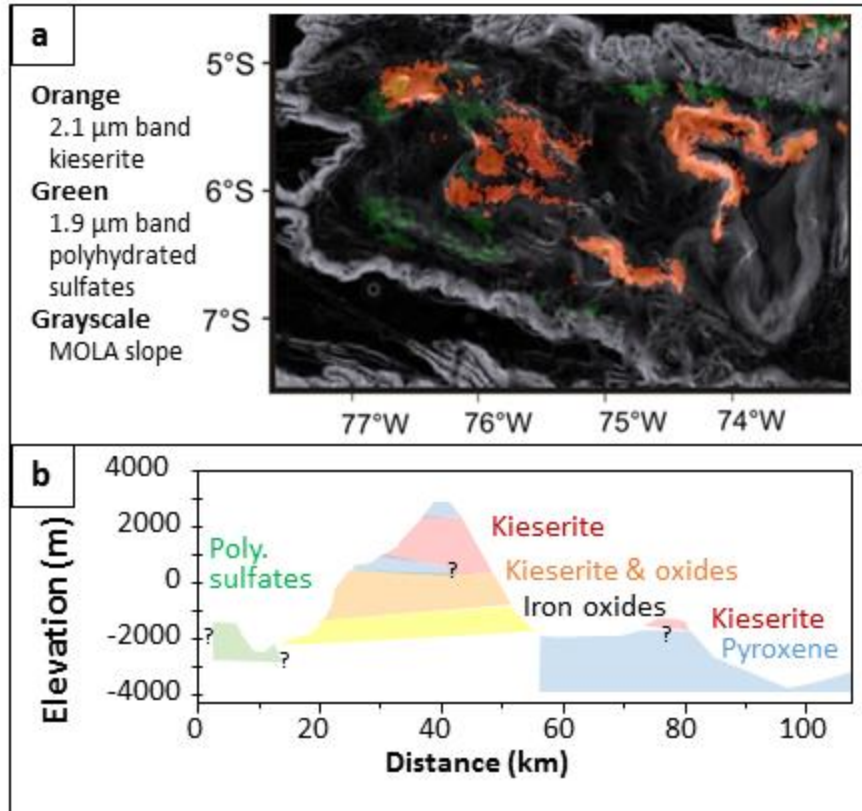 a
Orange
2.1 µm band
kieserite
Green
1.9 µm band
polyhydrated
sulfates
Grayscale
MOLA slope
5°S
6°S
7°S
77°W 76°W 75°W 74°W
b
Elevation (m)
4000
2000
0
-2000
-4000
Poly.
sulfates
?
?
Kieserite
?
Kieserite & oxides
Iron oxides
Kieserite
?
Pyroxene
0 20 40 60 80 100
Distance (km)